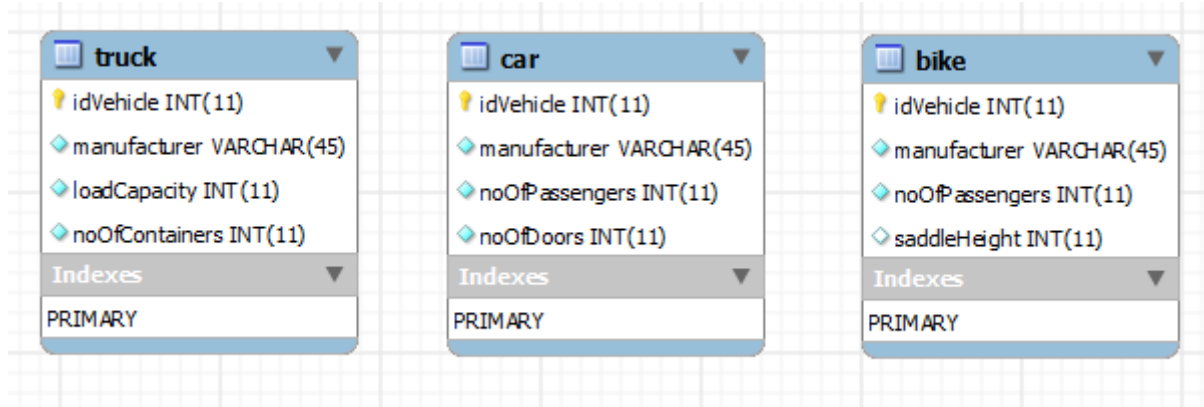 truck
idVehicle INT(11)
manufacturer VARCHAR(45)
loadCapacity INT(11)
noOfContainers INT(11)
Indexes
PRIMARY
car
idVehicle INT(11)
manufacturer VARCHAR(45)
noOfPassengers INT(11)
noOfDoors INT(11)
Indexes
PRIMARY
bike
idVehicle INT(11)
manufacturer VARCHAR(45)
noOfPassengers INT(11)
saddleHeight INT(11)
Indexes
PRIMARY